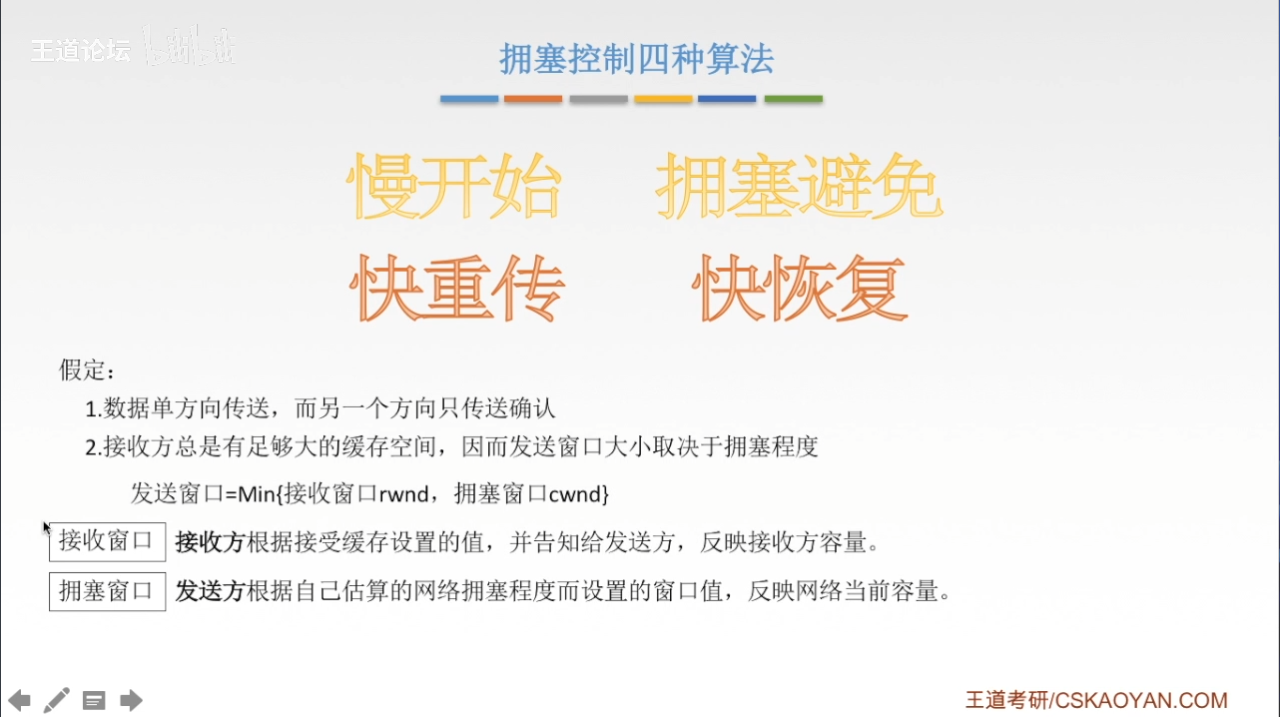 王道论坛 bilibili
拥塞控制四种算法
慢开始 拥塞避免
快重传 快恢复
假定：
1.数据单方向传送，而另一个方向只传送确认
2.接收方总是有足够大的缓存空间，因而发送窗口大小取决于拥塞程度
发送窗口=Min{接收窗口rwnd，拥塞窗口cwnd}
接收窗口 接收方根据接受缓存设置的值，并告知给发送方，反映接收方容量。
拥塞窗口 发送方根据自己估算的网络拥塞程度而设置的窗口值，反映网络当前容量。
王道考研/CSKAOYAN.COM